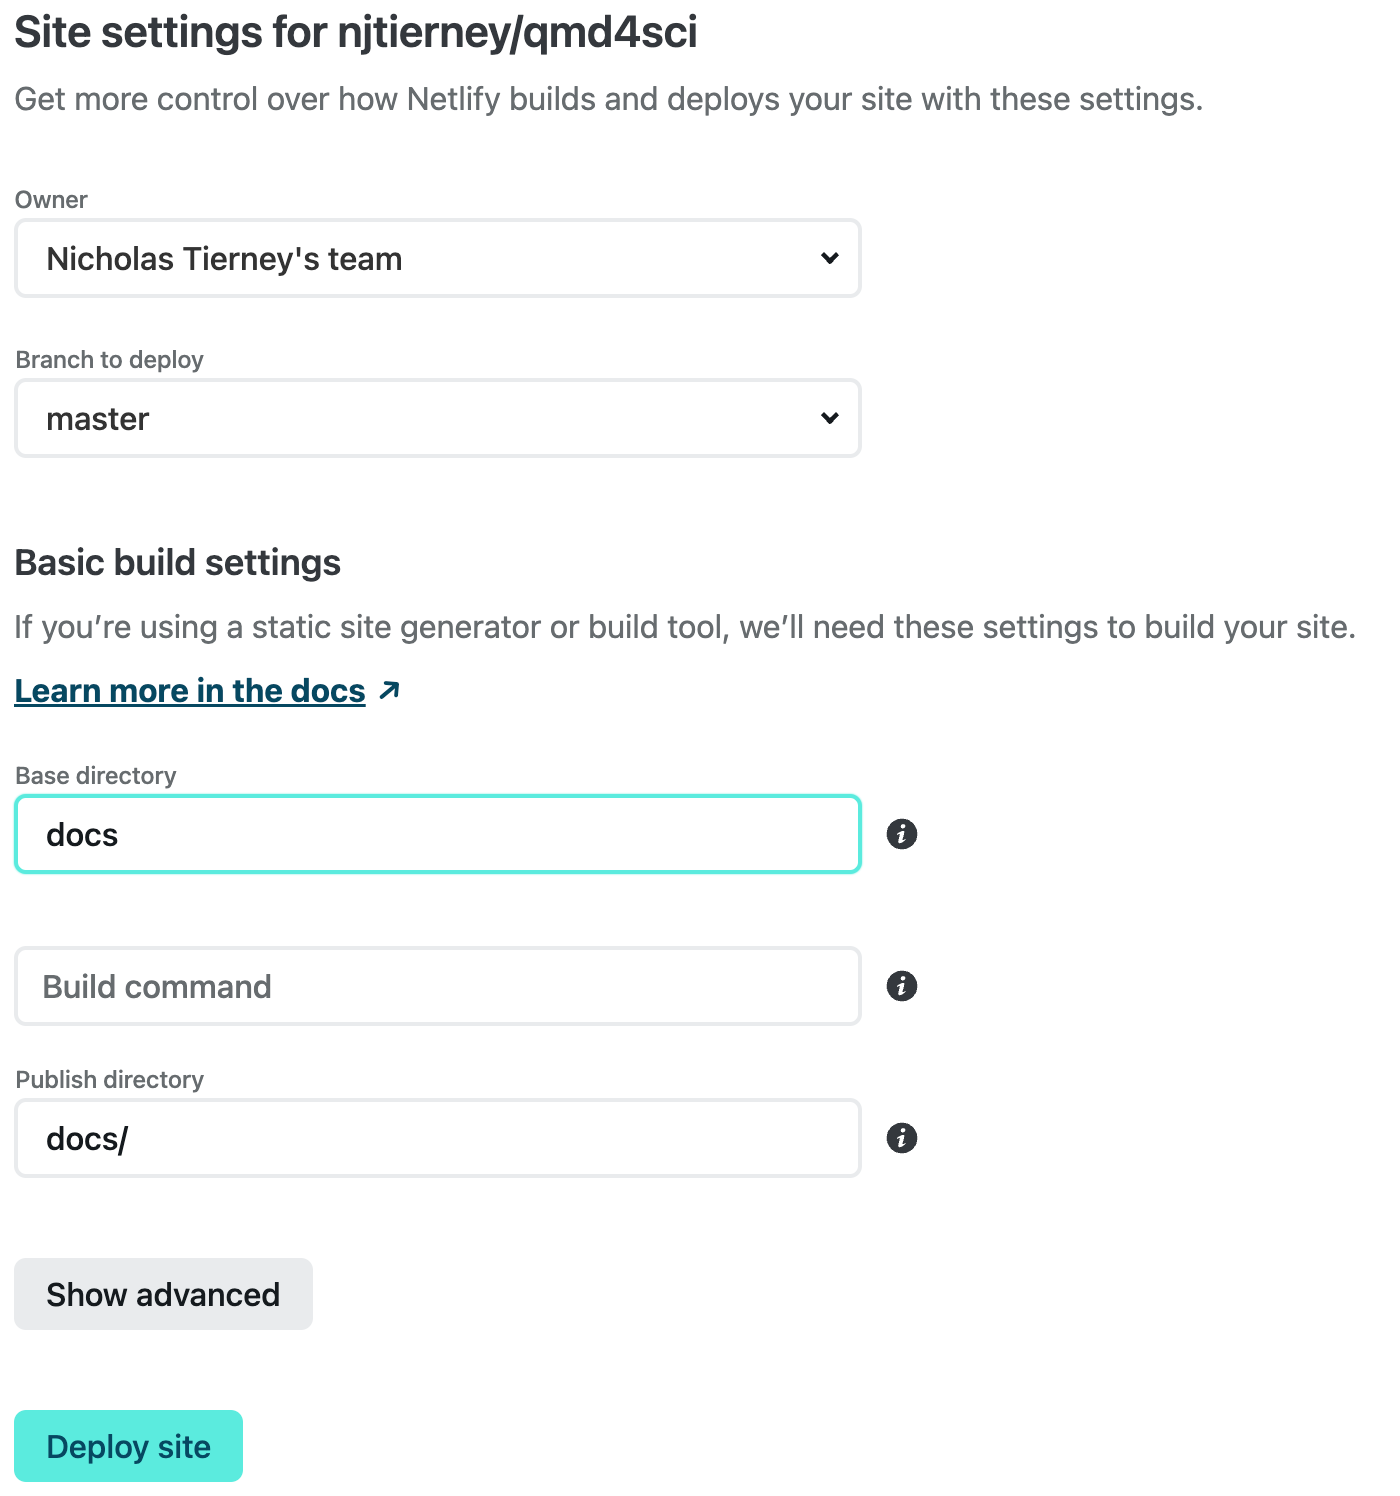 Site settings for njtierney/qmd4sci
Get more control over how Netlify builds and deploys your site with these settings.
Owner
Nicholas Tierney's team
Branch to deploy
master
Basic build settings
If you’re using a static site generator or build tool, we’ll need these settings to build your site.
Learn more in the docs
Base directory
docs
Build command
Publish directory
docs/
Show advanced
Deploy site